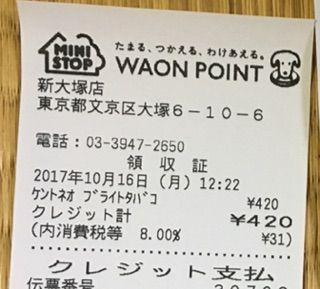 MINI STOP
たまる、つかえる、わけあえる。
WAON POINT
新大塚店
東京都文京区大塚6-10-6
電話:03-3947-2650
領収証
2017年10月16日(月)12:22
ケントネオ ブライトタバコ ¥420
クレジット計 ¥420
(内消費税等 8.00% ¥31)
クレジット支払
伝票番号